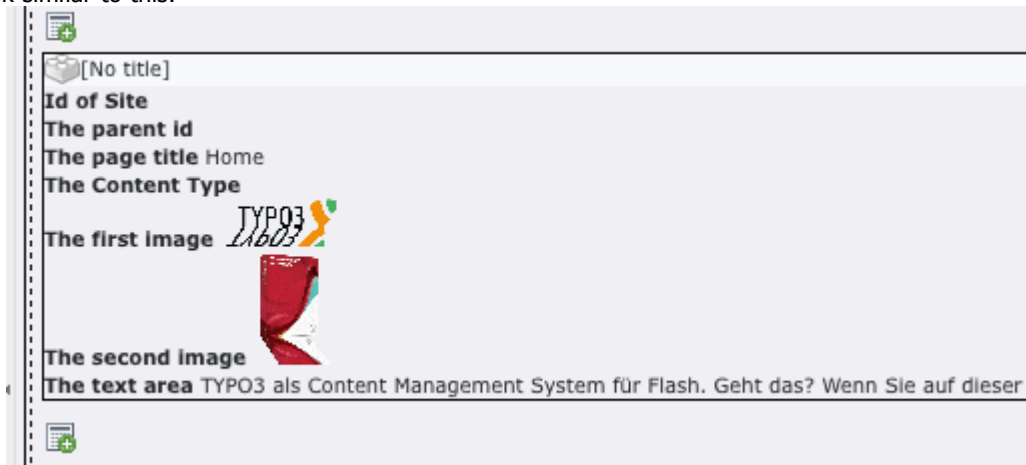 similar to this.
[No title]
Id of Site
The parent id
The page title Home
The Content Type
TYPO3
The first image
The second image
The text area TYPO3 als Content Management System für Flash. Geht das? Wenn Sie auf dieser